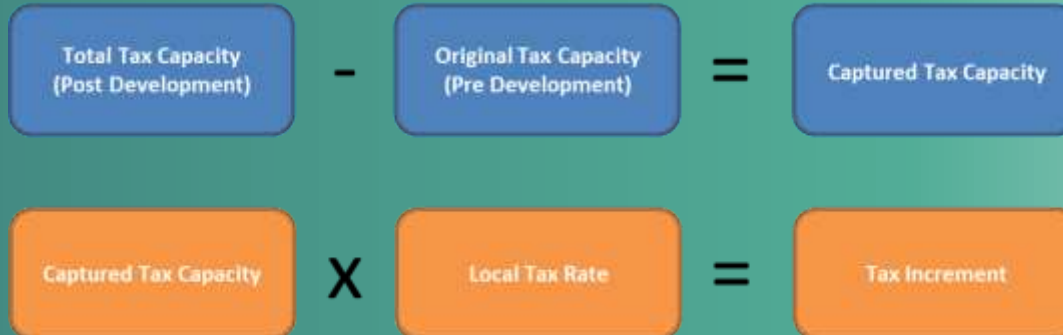 Total Tax Capacity
(Post Development)
-
Original Tax Capacity
(Pre Development)
=
Captured Tax Capacity
Captured Tax Capacity
X
Local Tax Rate
=
Tax Increment